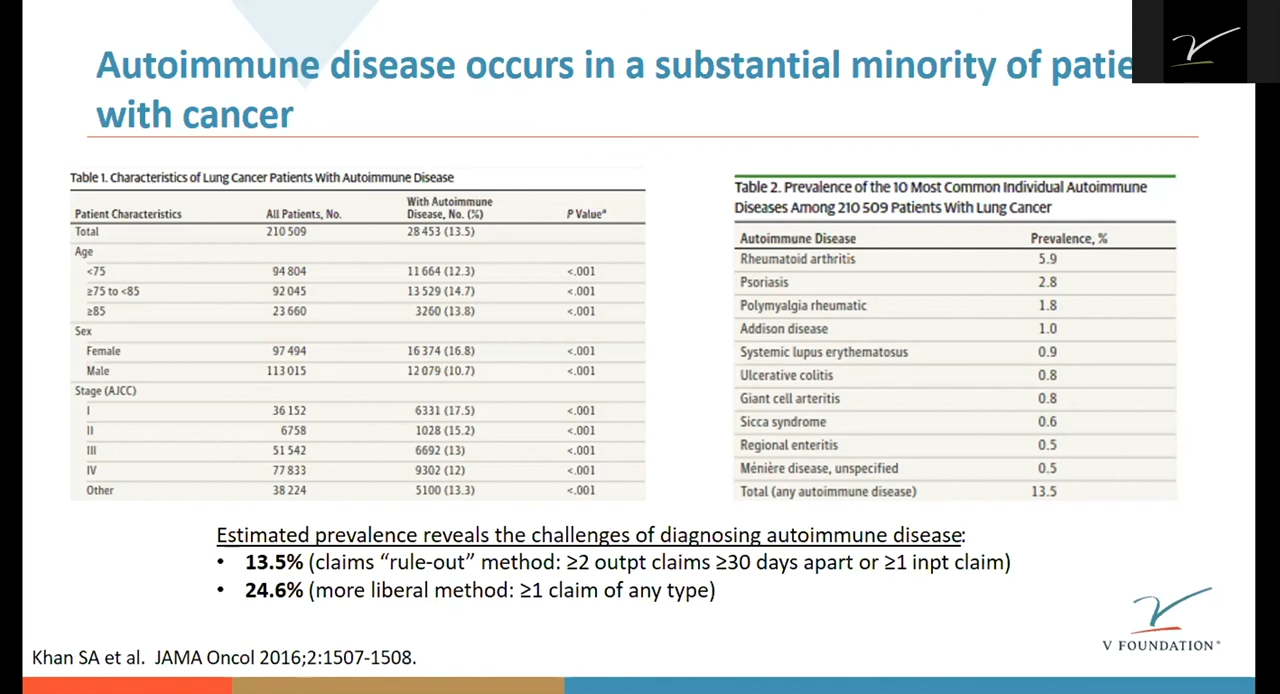 Autoimmune disease occurs in a substantial minority of patie
with cancer
Table 1. Characteristics of Lung Cancer Patients With Autoimmune Disease
Patient Characteristics All Patients, No. With Autoimmune Disease, No. (%) P Valueᵃ
Total 210 509 28 453 (13.5)
Age
<75 94 804 11 664 (12.3) <.001
≥75 to <85 92 045 13 529 (14.7) <.001
≥85 23 660 3260 (13.8) <.001
Sex
Female 97 494 16 374 (16.8) <.001
Male 113 015 12 079 (10.7) <.001
Stage (AJCC)
I 36 152 6331 (17.5) <.001
II 6758 1028 (15.2) <.001
III 51 542 6692 (13) <.001
IV 77 833 9302 (12) <.001
Other 38 224 5100 (13.3) <.001
Table 2. Prevalence of the 10 Most Common Individual Autoimmune
Diseases Among 210 509 Patients With Lung Cancer
Autoimmune Disease Prevalence, %
Rheumatoid arthritis 5.9
Psoriasis 2.8
Polymyalgia rheumatic 1.8
Addison disease 1.0
Systemic lupus erythematosus 0.9
Ulcerative colitis 0.8
Giant cell arteritis 0.8
Sicca syndrome 0.6
Regional enteritis 0.5
Ménière disease, unspecified 0.5
Total (any autoimmune disease) 13.5
Estimated prevalence reveals the challenges of diagnosing autoimmune disease:
• 13.5% (claims “rule-out” method: ≥2 outpt claims ≥30 days apart or ≥1 inpt claim)
• 24.6% (more liberal method: ≥1 claim of any type)
V FOUNDATION®
Khan SA et al. JAMA Oncol 2016;2:1507-1508.